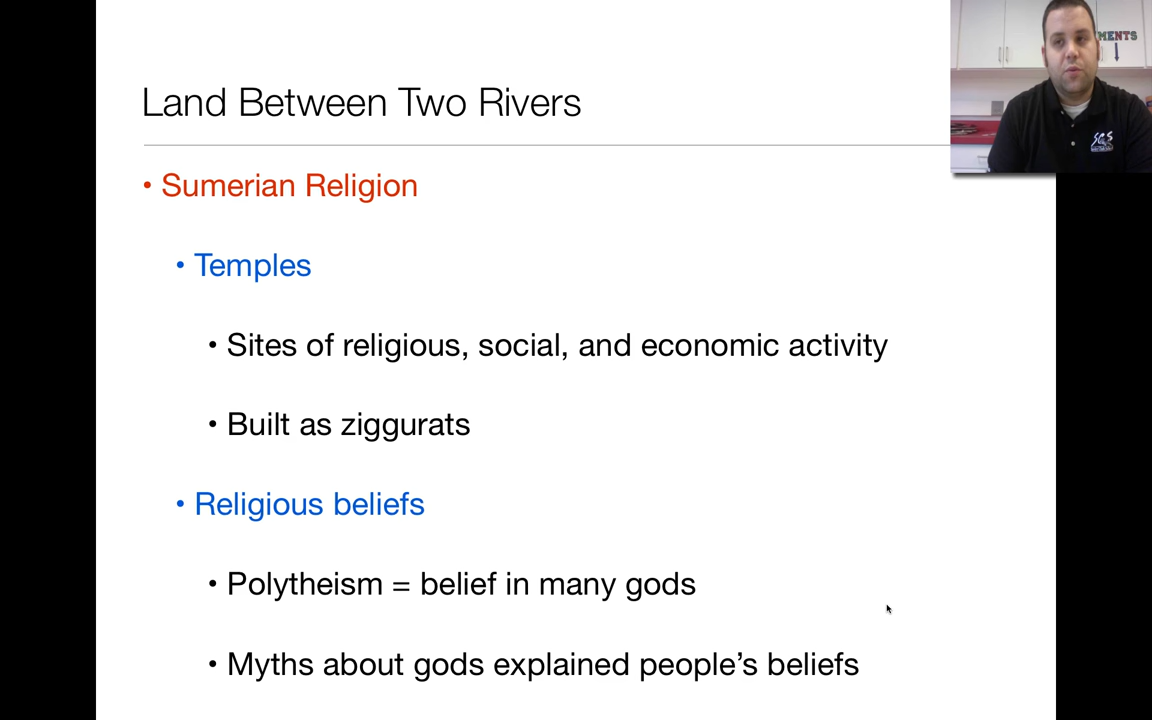 Land Between Two Rivers
• Sumerian Religion
• Temples
• Sites of religious, social, and economic activity
• Built as ziggurats
• Religious beliefs
• Polytheism = belief in many gods
• Myths about gods explained people’s beliefs
MENTS